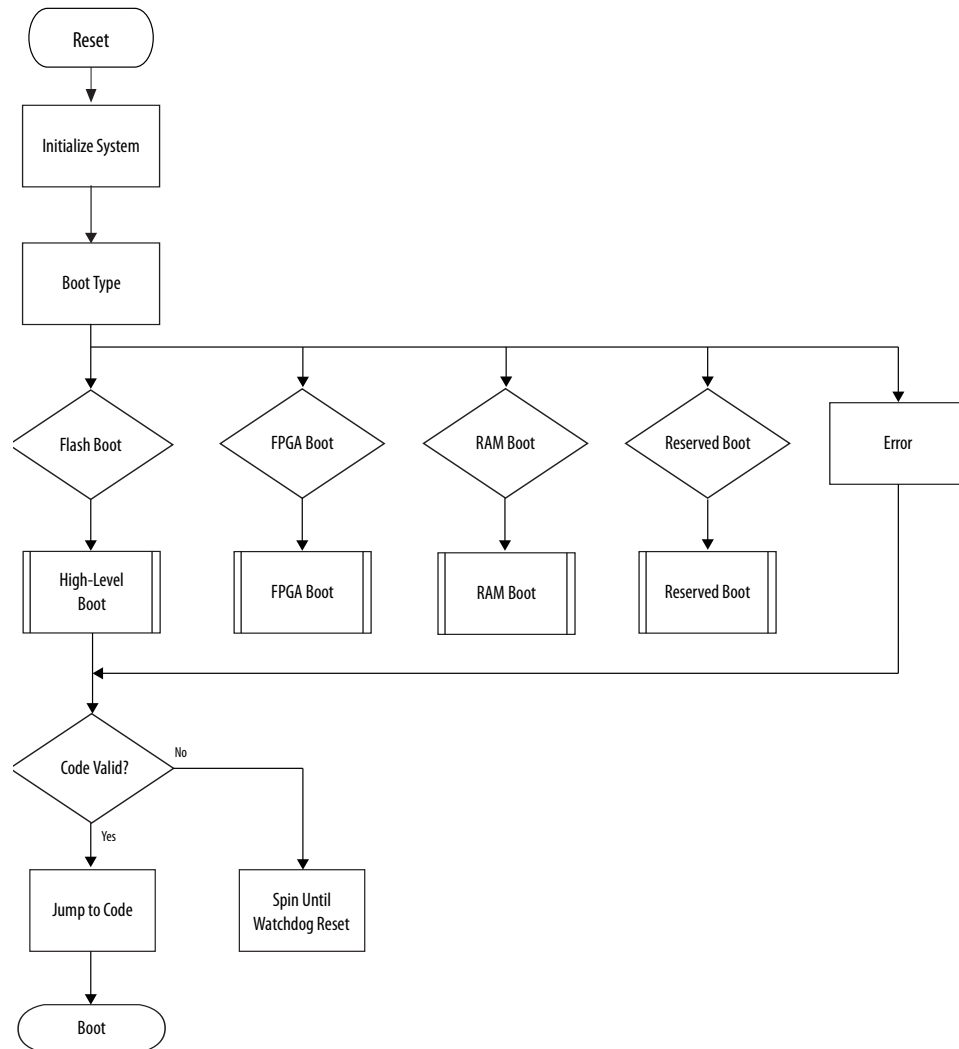 Reset
Initialize System
Boot Type
Flash Boot
FPGA Boot
RAM Boot
Reserved Boot
Error
High-Level
Boot
FPGA Boot
RAM Boot
Reserved Boot
Code Valid?
No
Yes
Jump to Code
Spin Until
Watchdog Reset
Boot